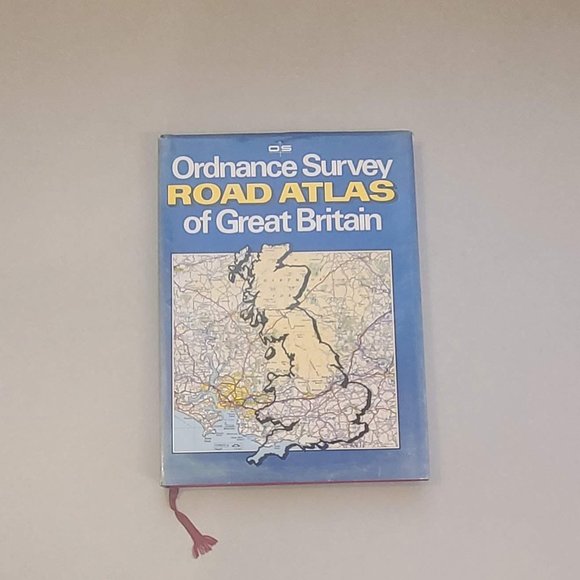 OS
Ordnance Survey
ROAD ATLAS
of Great Britain